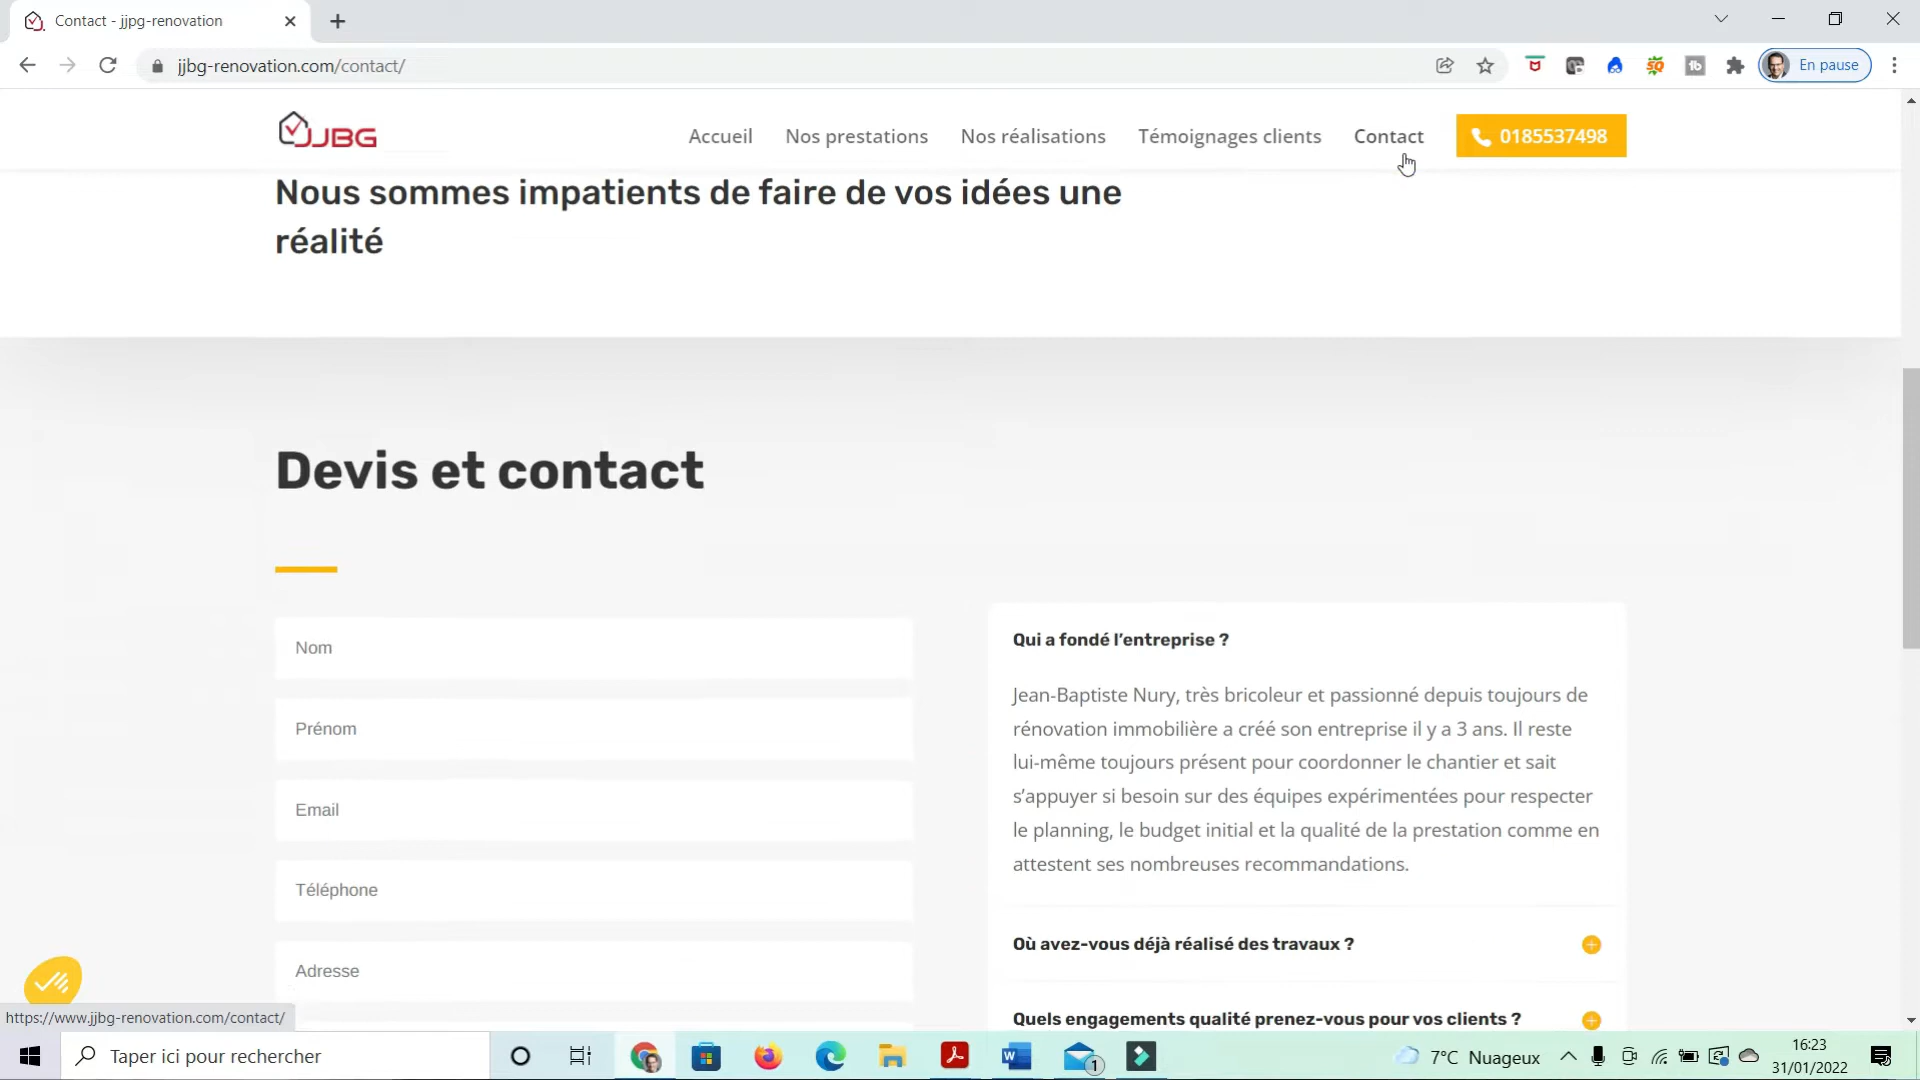 Contact - jjpg-renovation
jjbg-renovation.com/contact/
En pause
JJBG
Accueil
Nos prestations
Nos réalisations
Témoignages clients
Contact
0185537498
Nous sommes impatients de faire de vos idées une
réalité
Devis et contact
Nom
Prénom
Email
Téléphone
Adresse
Qui a fondé l’entreprise ?
Jean-Baptiste Nury, très bricoleur et passionné depuis toujours de
rénovation immobilière a créé son entreprise il y a 3 ans. Il reste
lui-même toujours présent pour coordonner le chantier et sait
s’appuyer si besoin sur des équipes expérimentées pour respecter
le planning, le budget initial et la qualité de la prestation comme en
attestent ses nombreuses recommandations.
Où avez-vous déjà réalisé des travaux ?
Quels engagements qualité prenez-vous pour vos clients ?
https://www.jjbg-renovation.com/contact/
Taper ici pour rechercher
1
7°C Nuageux
16:23
31/01/2022